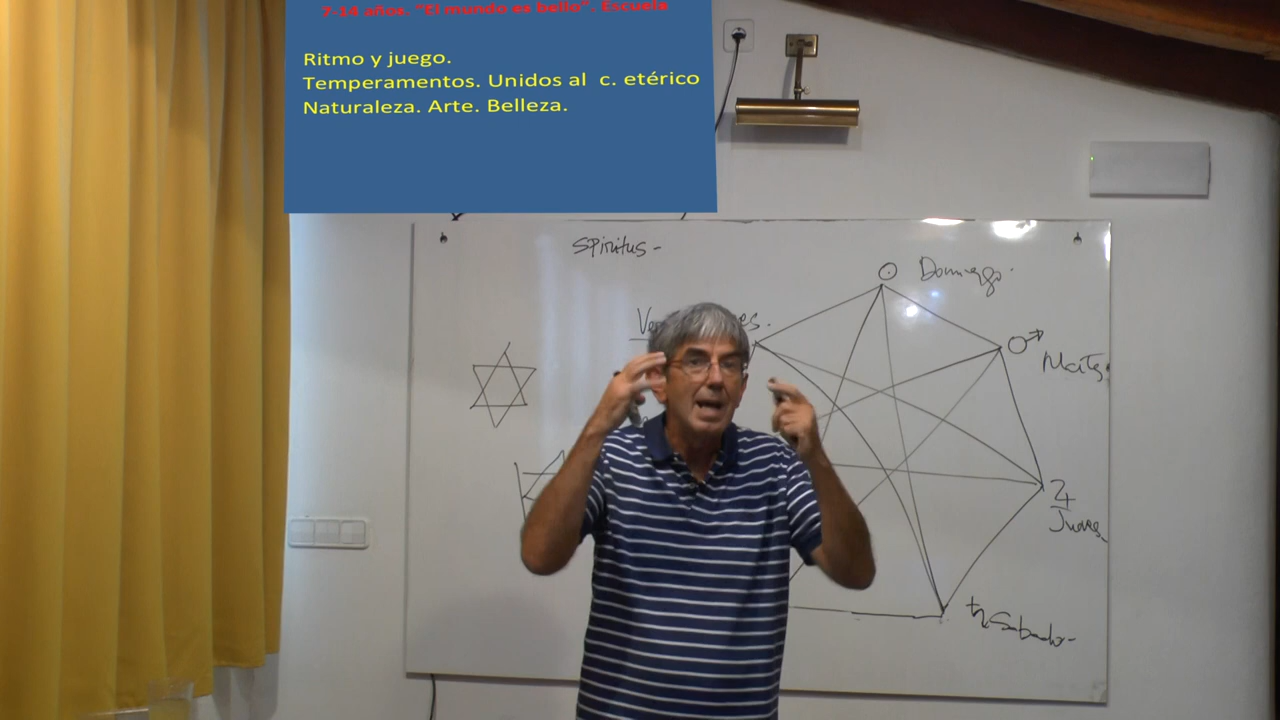 7-14 años. "El mundo es bello". Escuela
Ritmo y juego.
Temperamentos. Unidos al c. etérico
Naturaleza. Arte. Belleza.
Spiritus-
Domingo.
Martes
Jueves
Sabado-